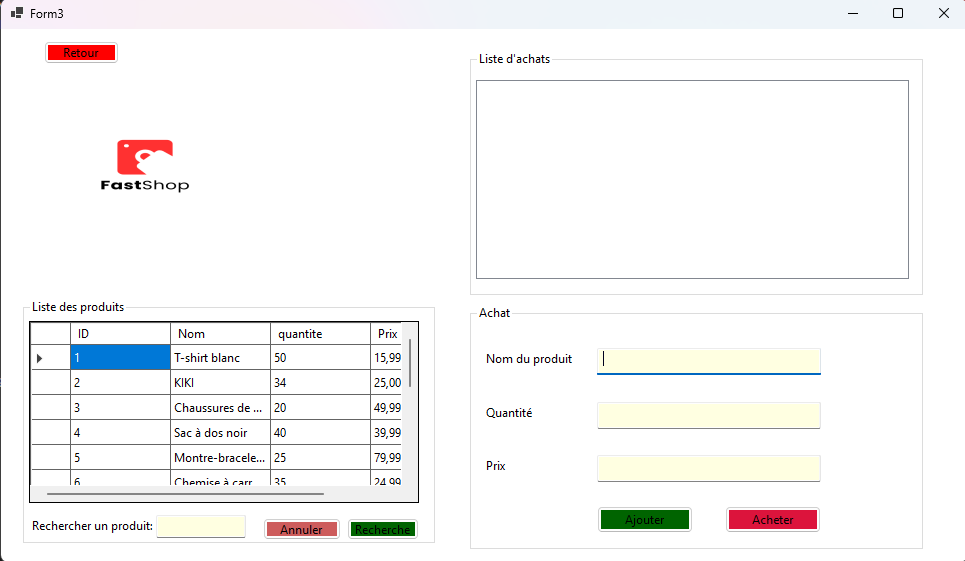 Form3
Retour
FastShop
Liste d'achats
Liste des produits
ID Nom quantite Prix
1 T-shirt blanc 50 15,99
2 KIKI 34 25,00
3 Chaussures de ... 20 49,99
4 Sac à dos noir 40 39,99
5 Montre-bracele... 25 79,99
6 Chemise à carr 35 24,99
Rechercher un produit:
Annuler
Recherche
Achat
Nom du produit
Quantité
Prix
Ajouter
Acheter